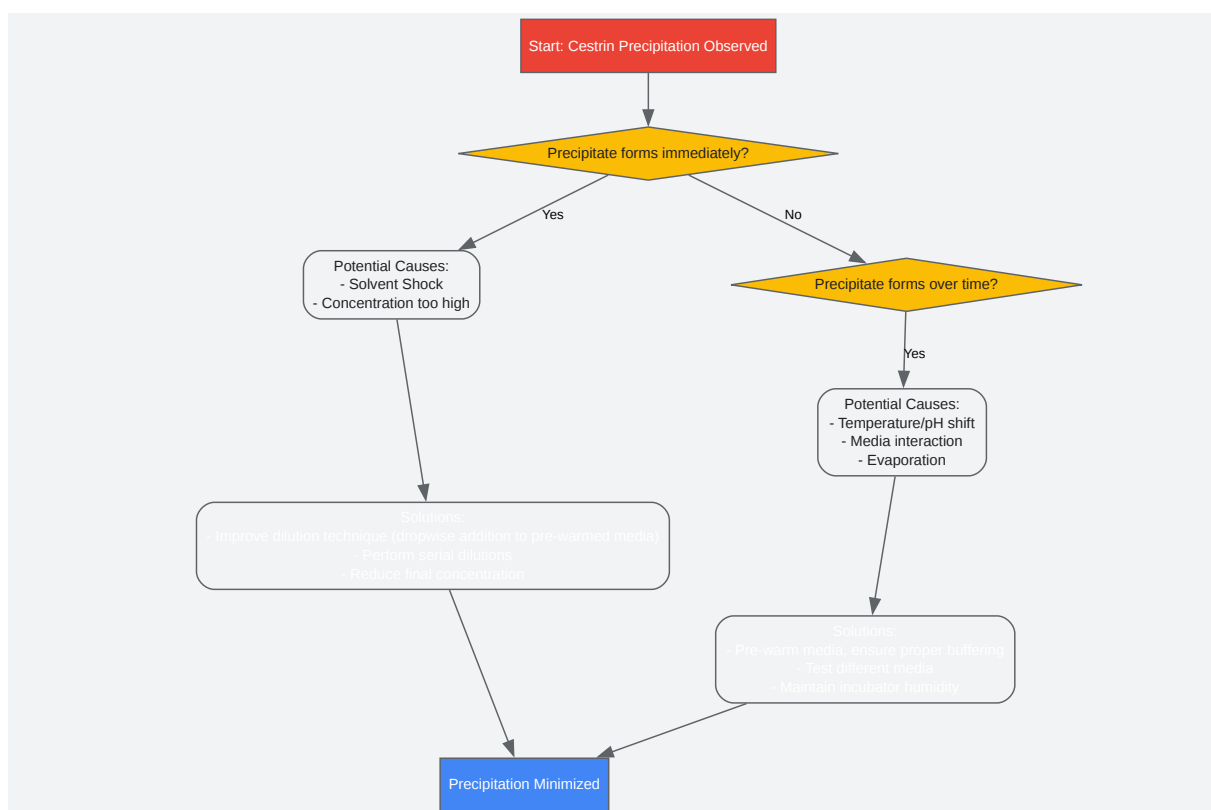 Start: Cestrin Precipitation Observed
Precipitate forms immediately?
Yes
No
Potential Causes:
- Solvent Shock
- Concentration too high
Precipitate forms over time?
Yes
Potential Causes:
- Temperature/pH shift
- Media interaction
- Evaporation
Solutions:
- Improve dilution technique (dropwise addition to pre-warmed media)
- Perform serial dilutions
- Reduce final concentration
Solutions:
- Pre-warm media, ensure proper buffering
- Test different media
- Maintain incubator humidity
Precipitation Minimized